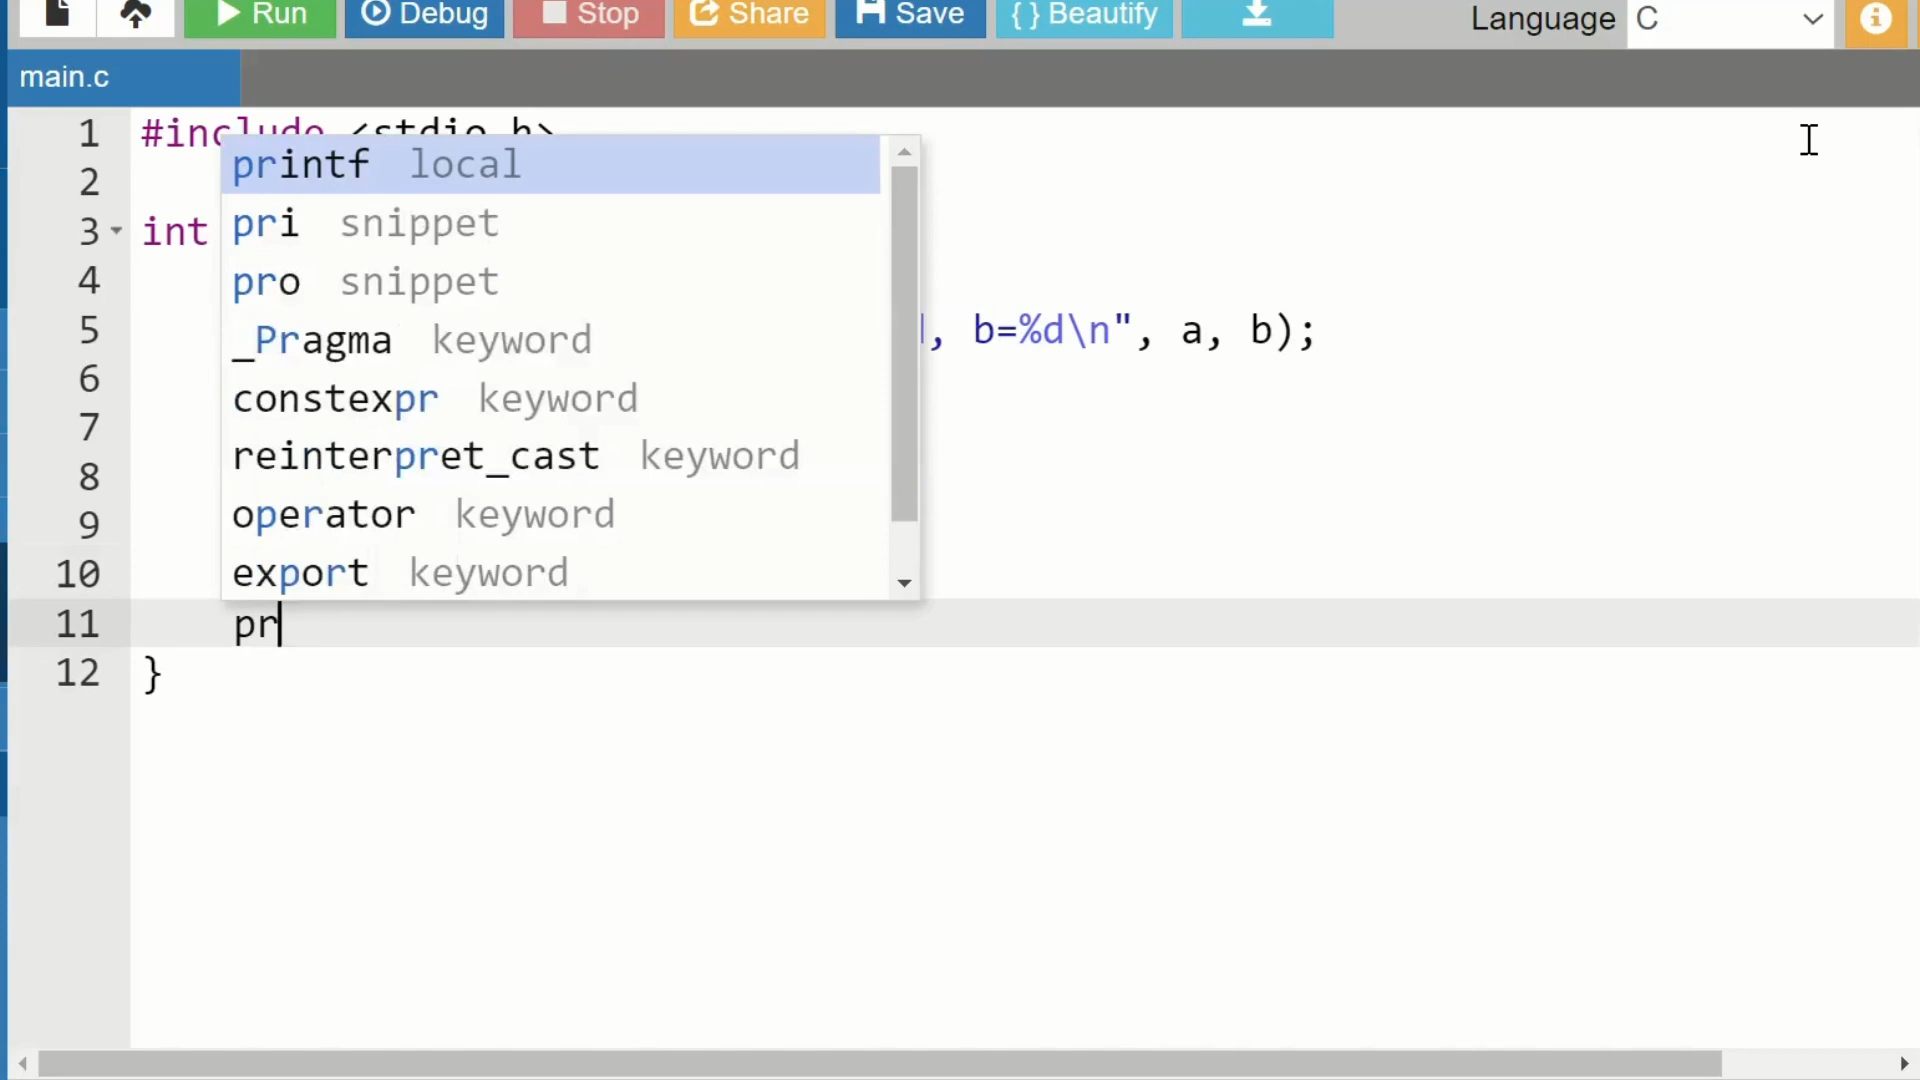 Run Debug Stop Share Save { } Beautify Language C
main.c
1 #include <stdio.h>
printf local
2
pri snippet
3 int
pro snippet
4
5 , b=%d\n", a, b);
_Pragma keyword
6
constexpr keyword
7
reinterpret_cast keyword
8
operator keyword
9
export keyword
10
11 pr
12 }